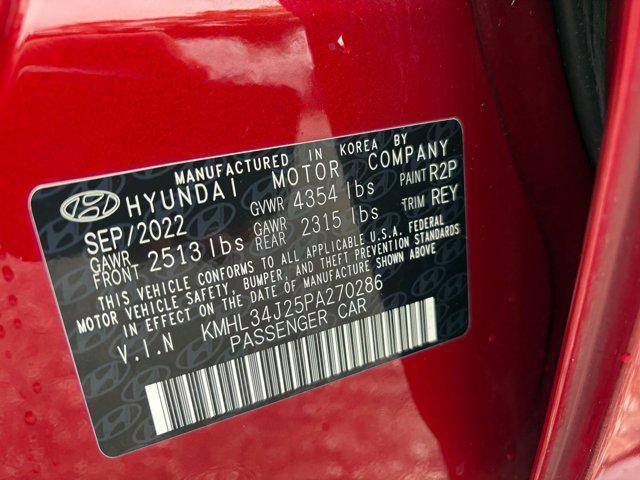 MANUFACTURED IN KOREA BY
HYUNDAI MOTOR COMPANY
SEP/2022 GVWR 4354 lbs PAINT R2P
GAWR FRONT 2513 lbs GAWR REAR 2315 lbs TRIM REY
THIS VEHICLE CONFORMS TO ALL APPLICABLE U.S.A. FEDERAL
MOTOR VEHICLE SAFETY, BUMPER, AND THEFT PREVENTION STANDARDS
IN EFFECT ON THE DATE OF MANUFACTURE SHOWN ABOVE
V.I.N KMHL34J25PA270286
PASSENGER CAR